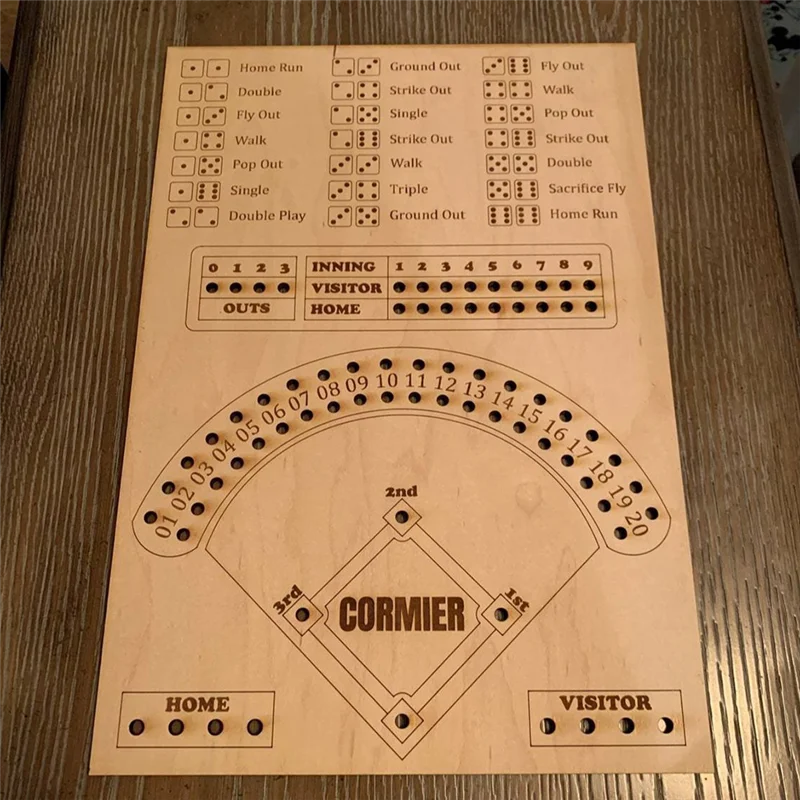 Home Run Ground Out Fly Out
Double Strike Out Walk
Fly Out Single Pop Out
Walk Strike Out Strike Out
Pop Out Walk Double
Single Triple Sacrifice Fly
Double Play Ground Out Home Run
0 1 2 3 INNING 1 2 3 4 5 6 7 8 9
VISITOR
OUTS HOME
01 02 03 04 05 06 07 08 09 10 11 12 13 14 15 16 17 18 19 20
2nd
3rd CORMIER 1st
HOME VISITOR